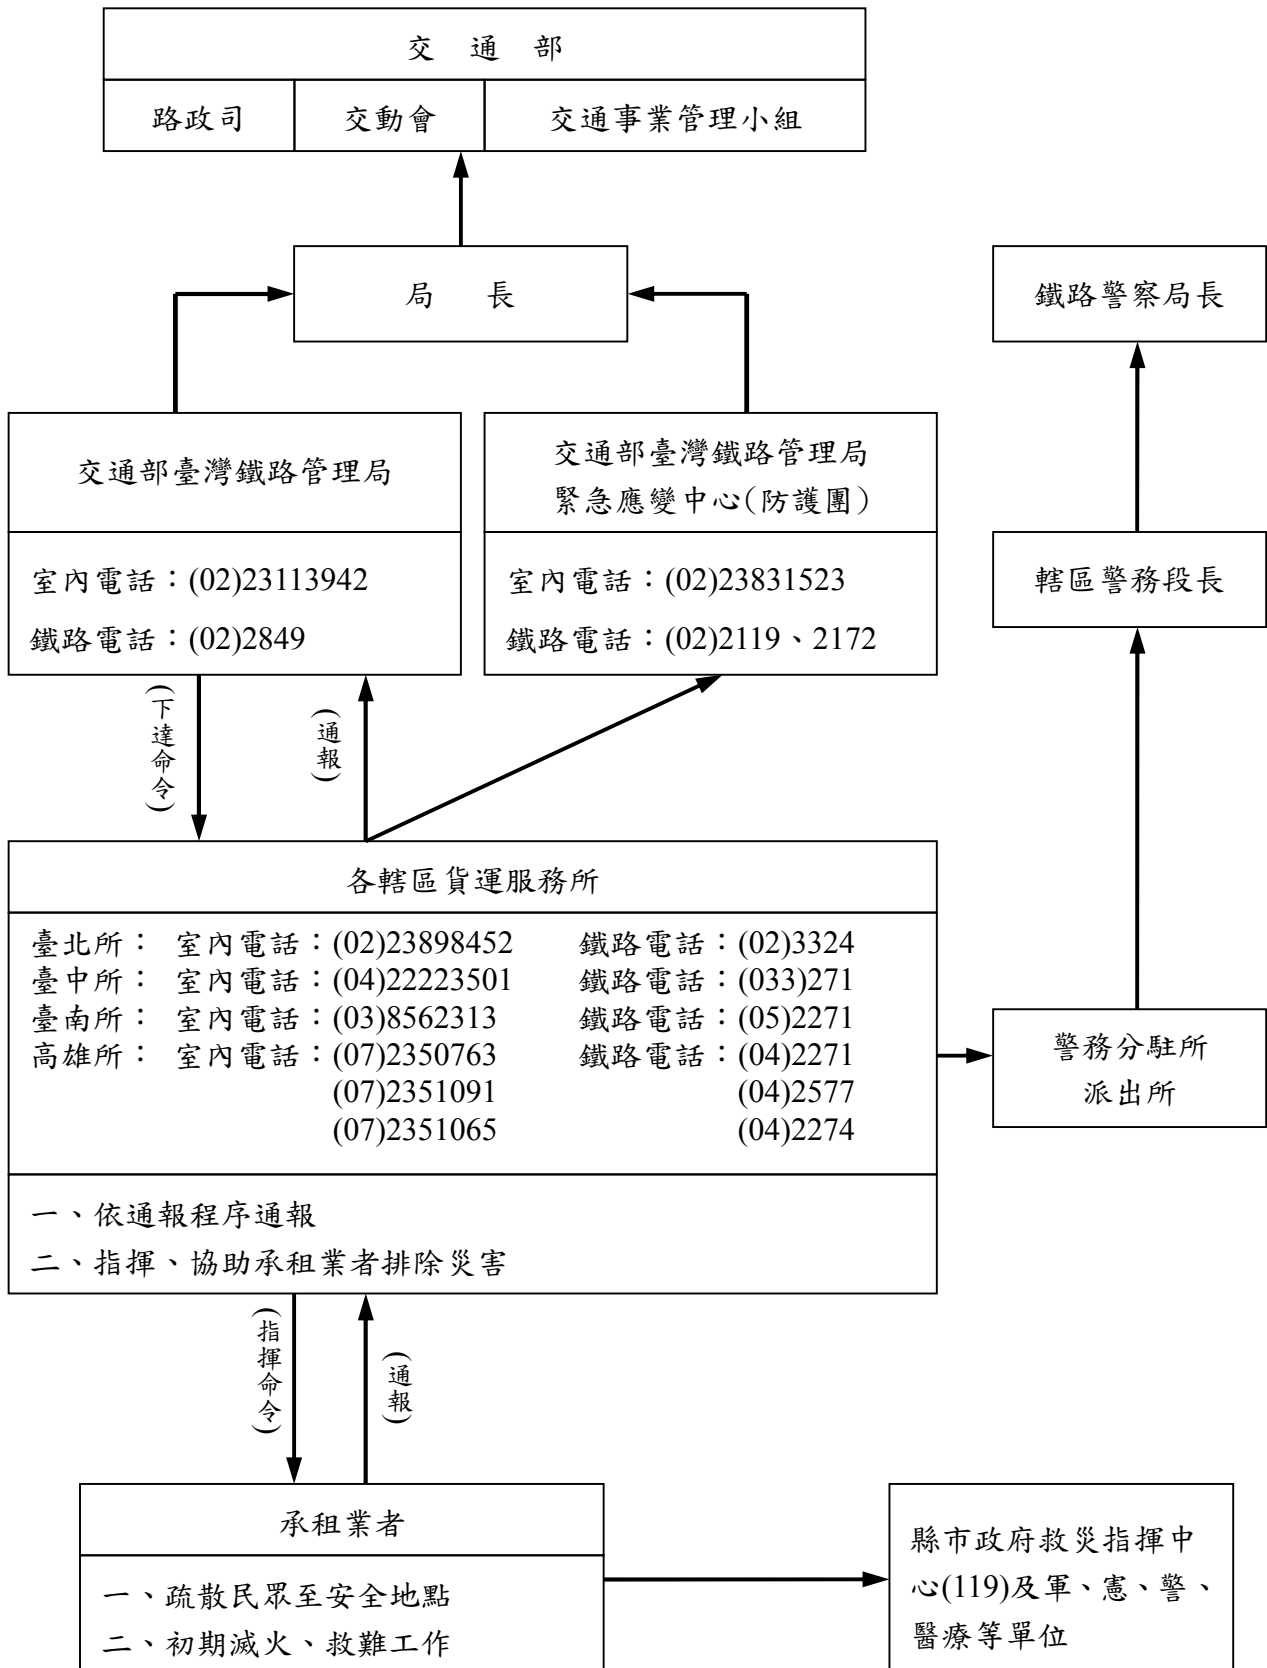 交通部
路政司 交動會 交通事業管理小組
局長
鐵路警察局長
交通部臺灣鐵路管理局
室內電話：(02)23113942
鐵路電話：(02)2849
交通部臺灣鐵路管理局
緊急應變中心(防護團)
室內電話：(02)23831523
鐵路電話：(02)2119、2172
轄區警務段長
(下達命令)
(通報)
各轄區貨運服務所
臺北所： 室內電話：(02)23898452 鐵路電話：(02)3324
臺中所： 室內電話：(04)22223501 鐵路電話：(033)271
臺南所： 室內電話：(03)8562313 鐵路電話：(05)2271
高雄所： 室內電話：(07)2350763 鐵路電話：(04)2271
(07)2351091 (04)2577
(07)2351065 (04)2274
一、依通報程序通報
二、指揮、協助承租業者排除災害
警務分駐所
派出所
(指揮命令)
(通報)
承租業者
一、疏散民眾至安全地點
二、初期滅火、救難工作
縣市政府救災指揮中
心(119)及軍、憲、警、
醫療等單位